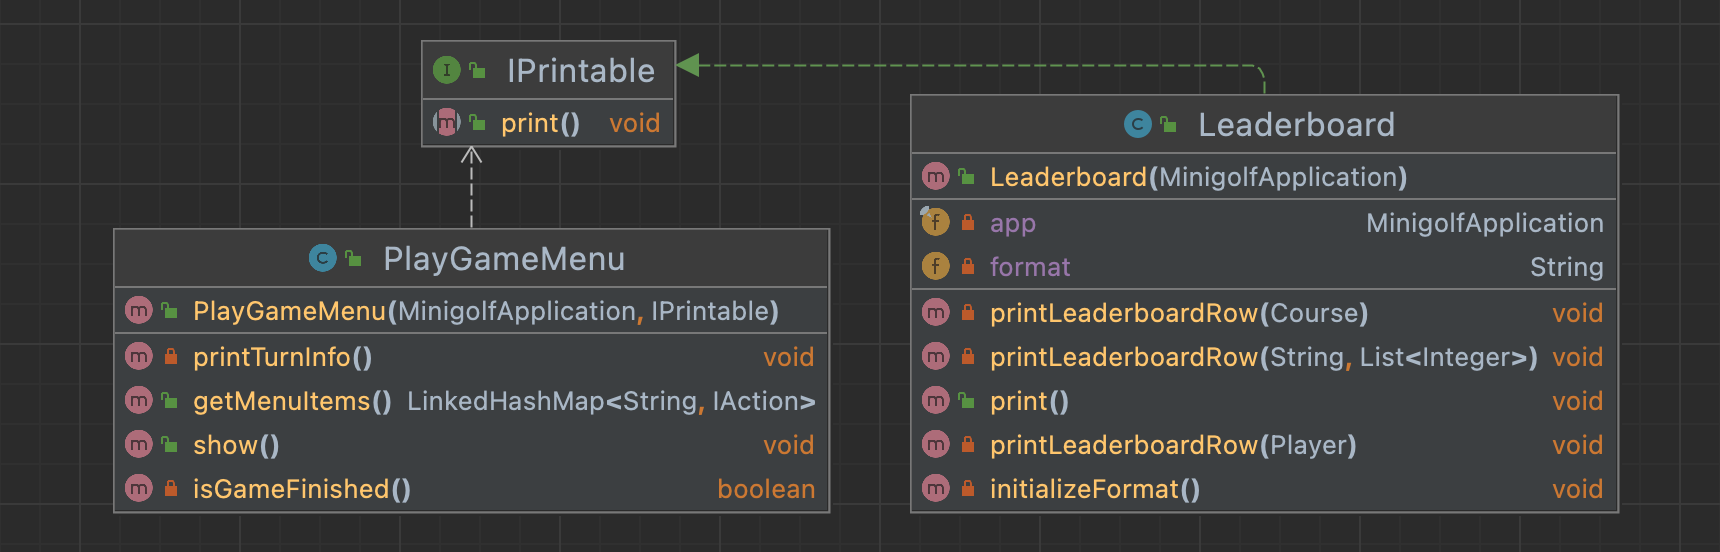 I IPrintable
m print() void
C PlayGameMenu
m PlayGameMenu(MinigolfApplication, IPrintable)
m printTurnInfo() void
m getMenuItems() LinkedHashMap<String, IAction>
m show() void
m isGameFinished() boolean
C Leaderboard
m Leaderboard(MinigolfApplication)
f app MinigolfApplication
f format String
m printLeaderboardRow(Course) void
m printLeaderboardRow(String, List<Integer>) void
m print() void
m printLeaderboardRow(Player) void
m initializeFormat() void